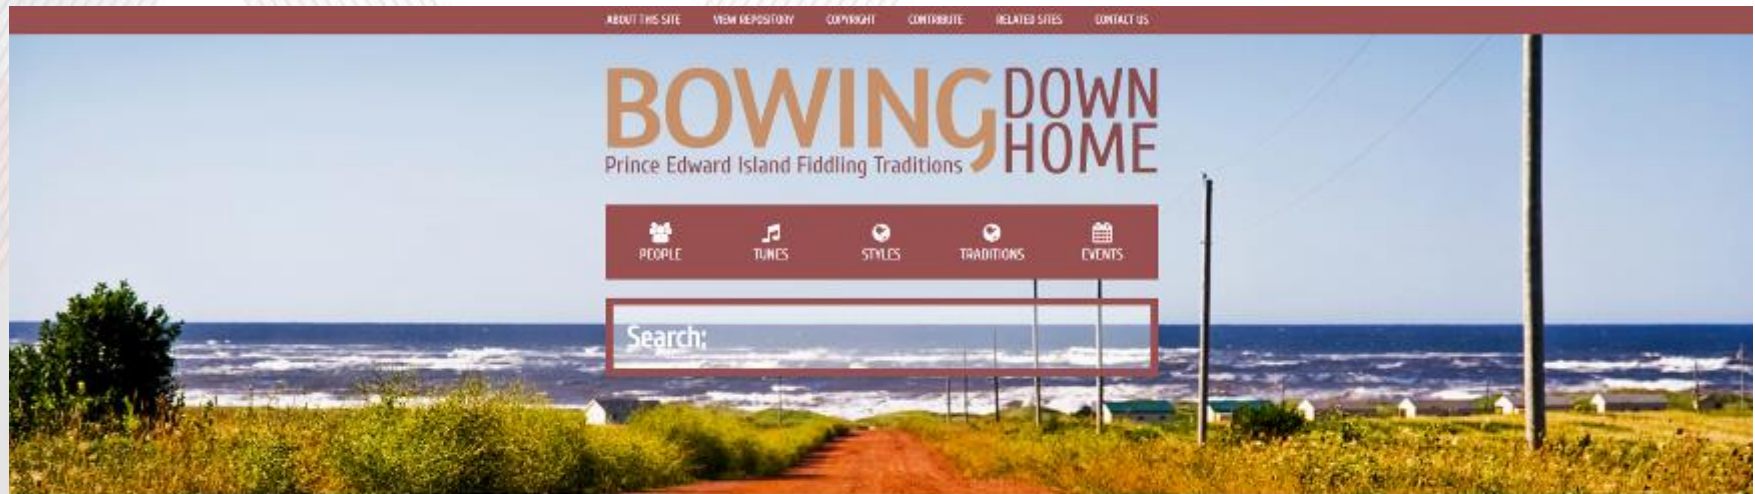 ABOUT THIS SITE VIEW REPOSITORY COPYRIGHT CONTRIBUTE RELATED SITES CONTACT US
BOWING DOWN HOME
Prince Edward Island Fiddling Traditions
PEOPLE TUNES STYLES TRADITIONS EVENTS
Search: